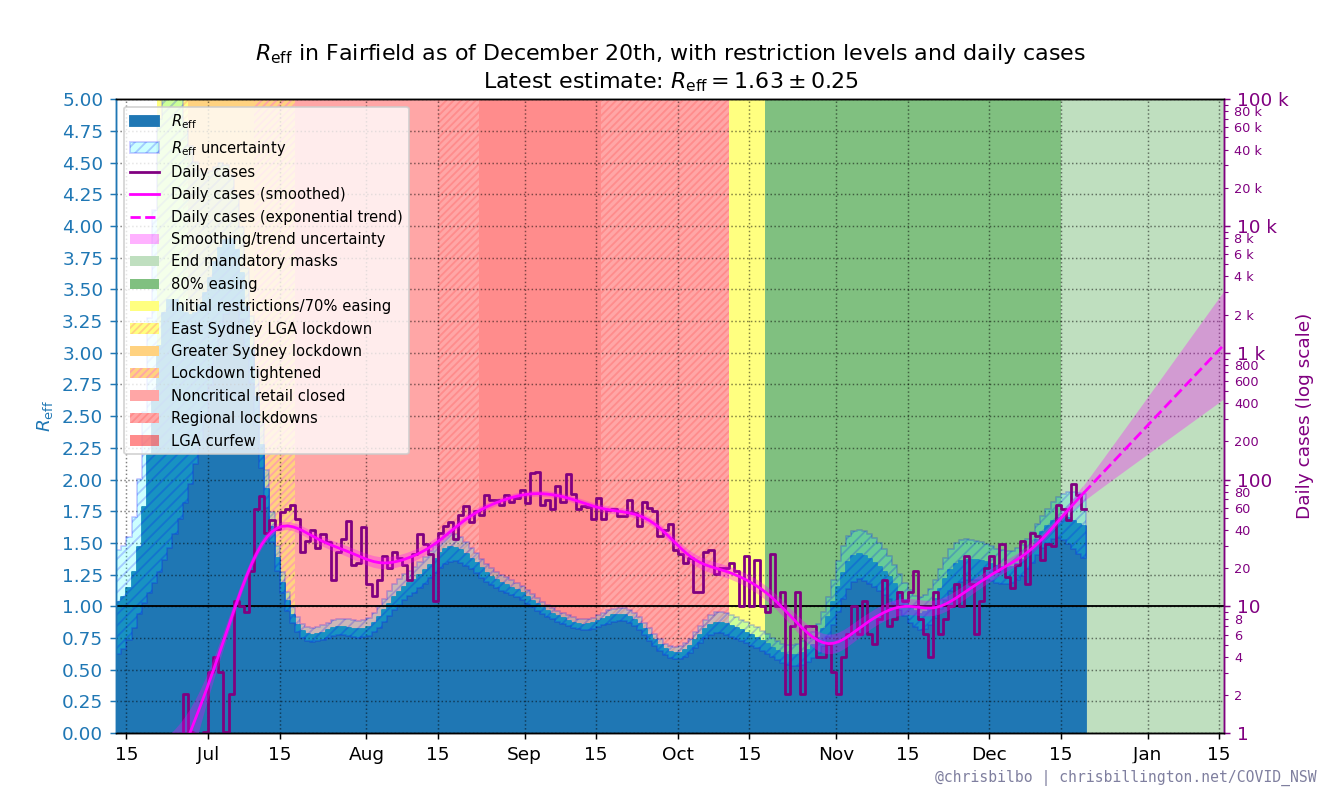 R_eff in Fairfield as of December 20th, with restriction levels and daily cases
Latest estimate: R_eff = 1.63 ± 0.25
5.00
4.75
4.50
4.25
4.00
3.75
3.50
3.25
3.00
2.75
2.50
2.25
2.00
1.75
1.50
1.25
1.00
0.75
0.50
0.25
0.00
R_eff
R_eff
R_eff uncertainty
Daily cases
Daily cases (smoothed)
Daily cases (exponential trend)
Smoothing/trend uncertainty
End mandatory masks
80% easing
Initial restrictions/70% easing
East Sydney LGA lockdown
Greater Sydney lockdown
Lockdown tightened
Noncritical retail closed
Regional lockdowns
LGA curfew
100 k
80 k
60 k
40 k
20 k
10 k
8 k
6 k
4 k
2 k
1 k
800
600
400
200
100
80
60
40
20
10
8
6
4
2
1
Daily cases (log scale)
15 Jul 15 Aug 15 Sep 15 Oct 15 Nov 15 Dec 15 Jan 15
@chrisbilbo | chrisbillington.net/COVID_NSW